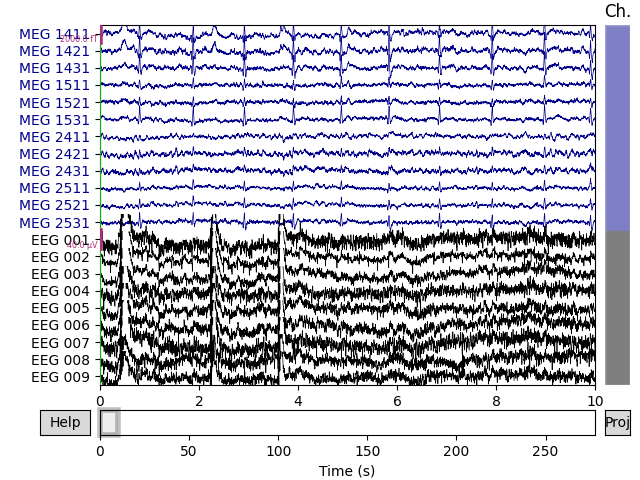 Ch.
MEG 1411
2000.0 fT
MEG 1421
MEG 1431
MEG 1511
MEG 1521
MEG 1531
MEG 2411
MEG 2421
MEG 2431
MEG 2511
MEG 2521
MEG 2531
EEG 001
EEG 002
EEG 003
EEG 004
EEG 005
EEG 006
EEG 007
EEG 008
EEG 009
0 2 4 6 8 10
Help
Proj
0 50 100 150 200 250
Time (s)